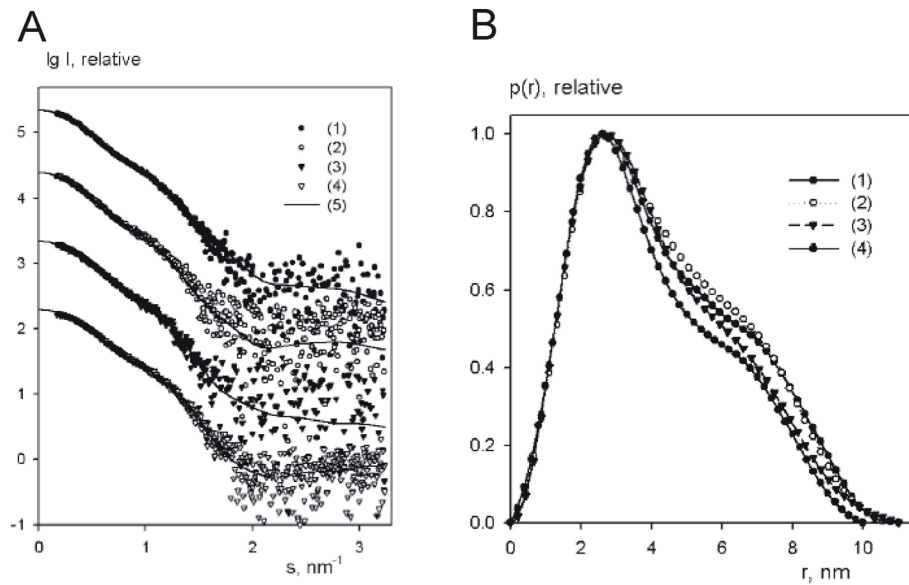 A
lg I, relative
5
4
3
2
1
0
-1
(1)
(2)
(3)
(4)
(5)
0 1 2 3
s, nm⁻¹
B
p(r), relative
1.0
0.8
0.6
0.4
0.2
0.0
(1)
(2)
(3)
(4)
0 2 4 6 8 10
r, nm